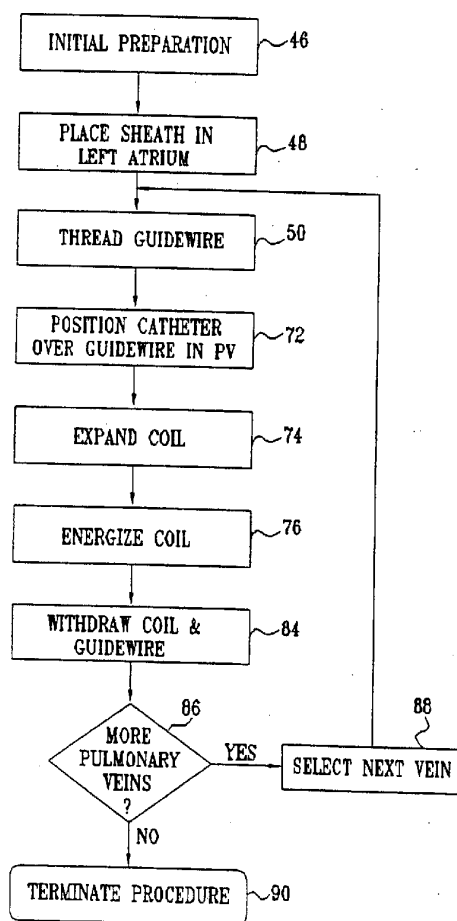 INITIAL PREPARATION
46
PLACE SHEATH IN
LEFT ATRIUM
48
THREAD GUIDEWIRE
50
POSITION CATHETER
OVER GUIDEWIRE IN PV
72
EXPAND COIL
74
ENERGIZE COIL
76
WITHDRAW COIL &
GUIDEWIRE
84
86
MORE
PULMONARY
VEINS
?
YES
88
SELECT NEXT VEIN
NO
TERMINATE PROCEDURE
90